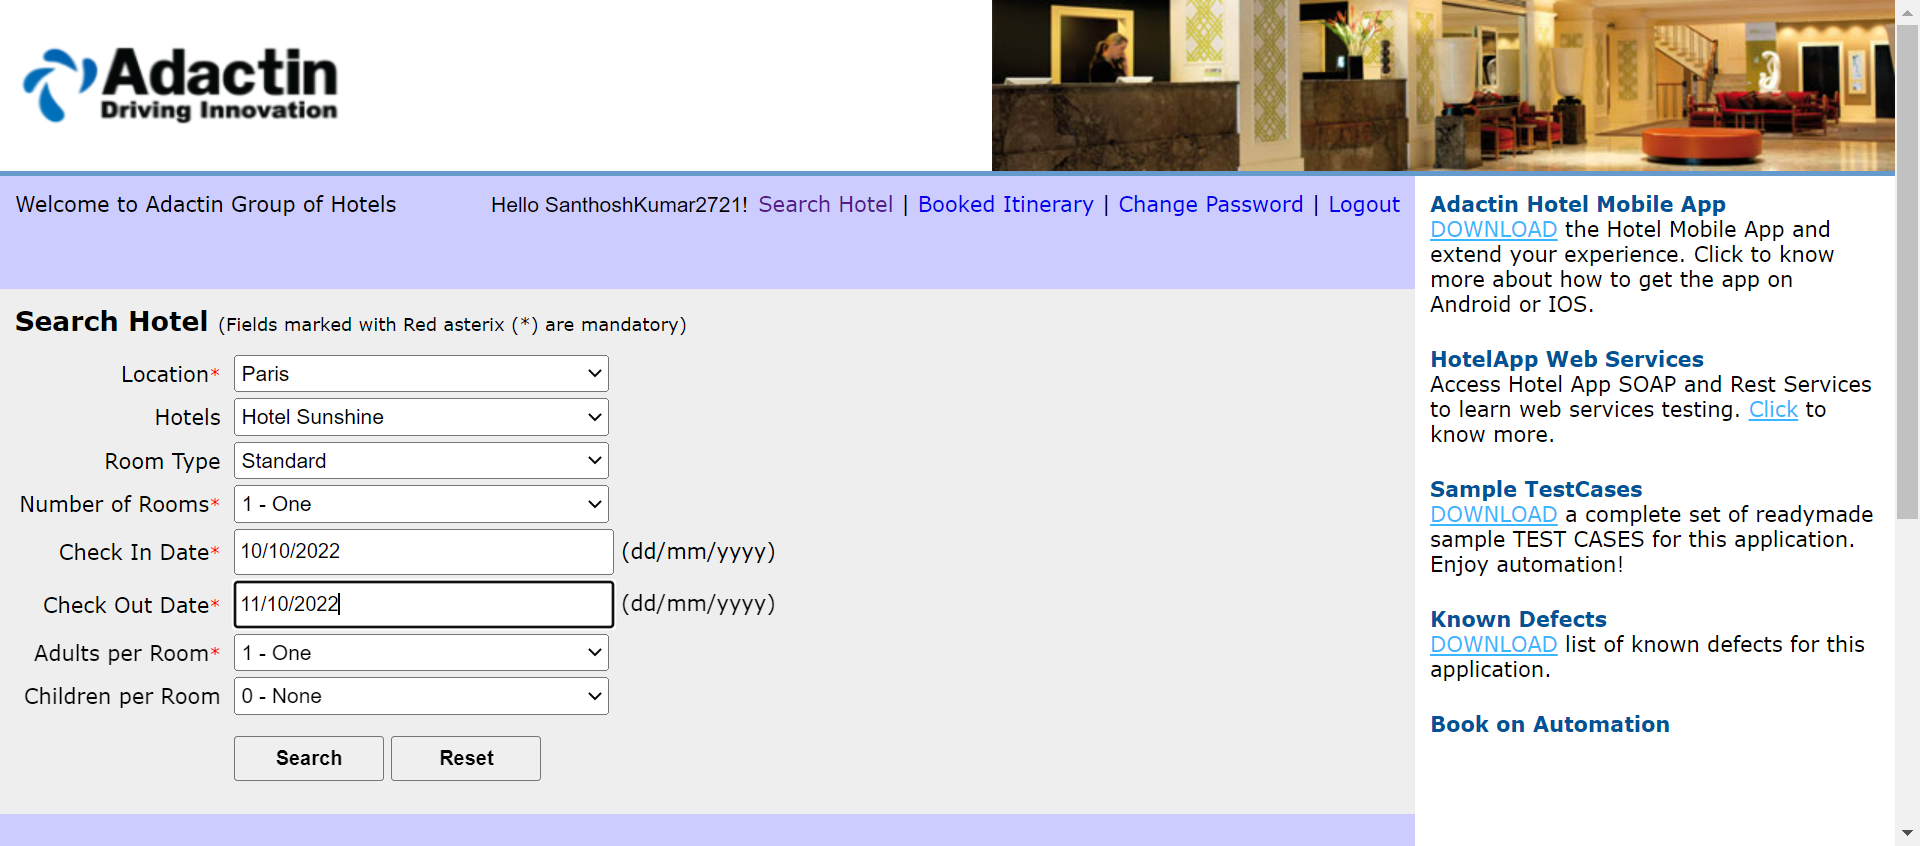 Adactin
Driving Innovation
Welcome to Adactin Group of Hotels
Hello SanthoshKumar2721! Search Hotel | Booked Itinerary | Change Password | Logout
Search Hotel (Fields marked with Red asterix (*) are mandatory)
Location* Paris
Hotels Hotel Sunshine
Room Type Standard
Number of Rooms* 1 - One
Check In Date* 10/10/2022 (dd/mm/yyyy)
Check Out Date* 11/10/2022 (dd/mm/yyyy)
Adults per Room* 1 - One
Children per Room 0 - None
Search Reset
Adactin Hotel Mobile App
DOWNLOAD the Hotel Mobile App and
extend your experience. Click to know
more about how to get the app on
Android or IOS.
HotelApp Web Services
Access Hotel App SOAP and Rest Services
to learn web services testing. Click to
know more.
Sample TestCases
DOWNLOAD a complete set of readymade
sample TEST CASES for this application.
Enjoy automation!
Known Defects
DOWNLOAD list of known defects for this
application.
Book on Automation